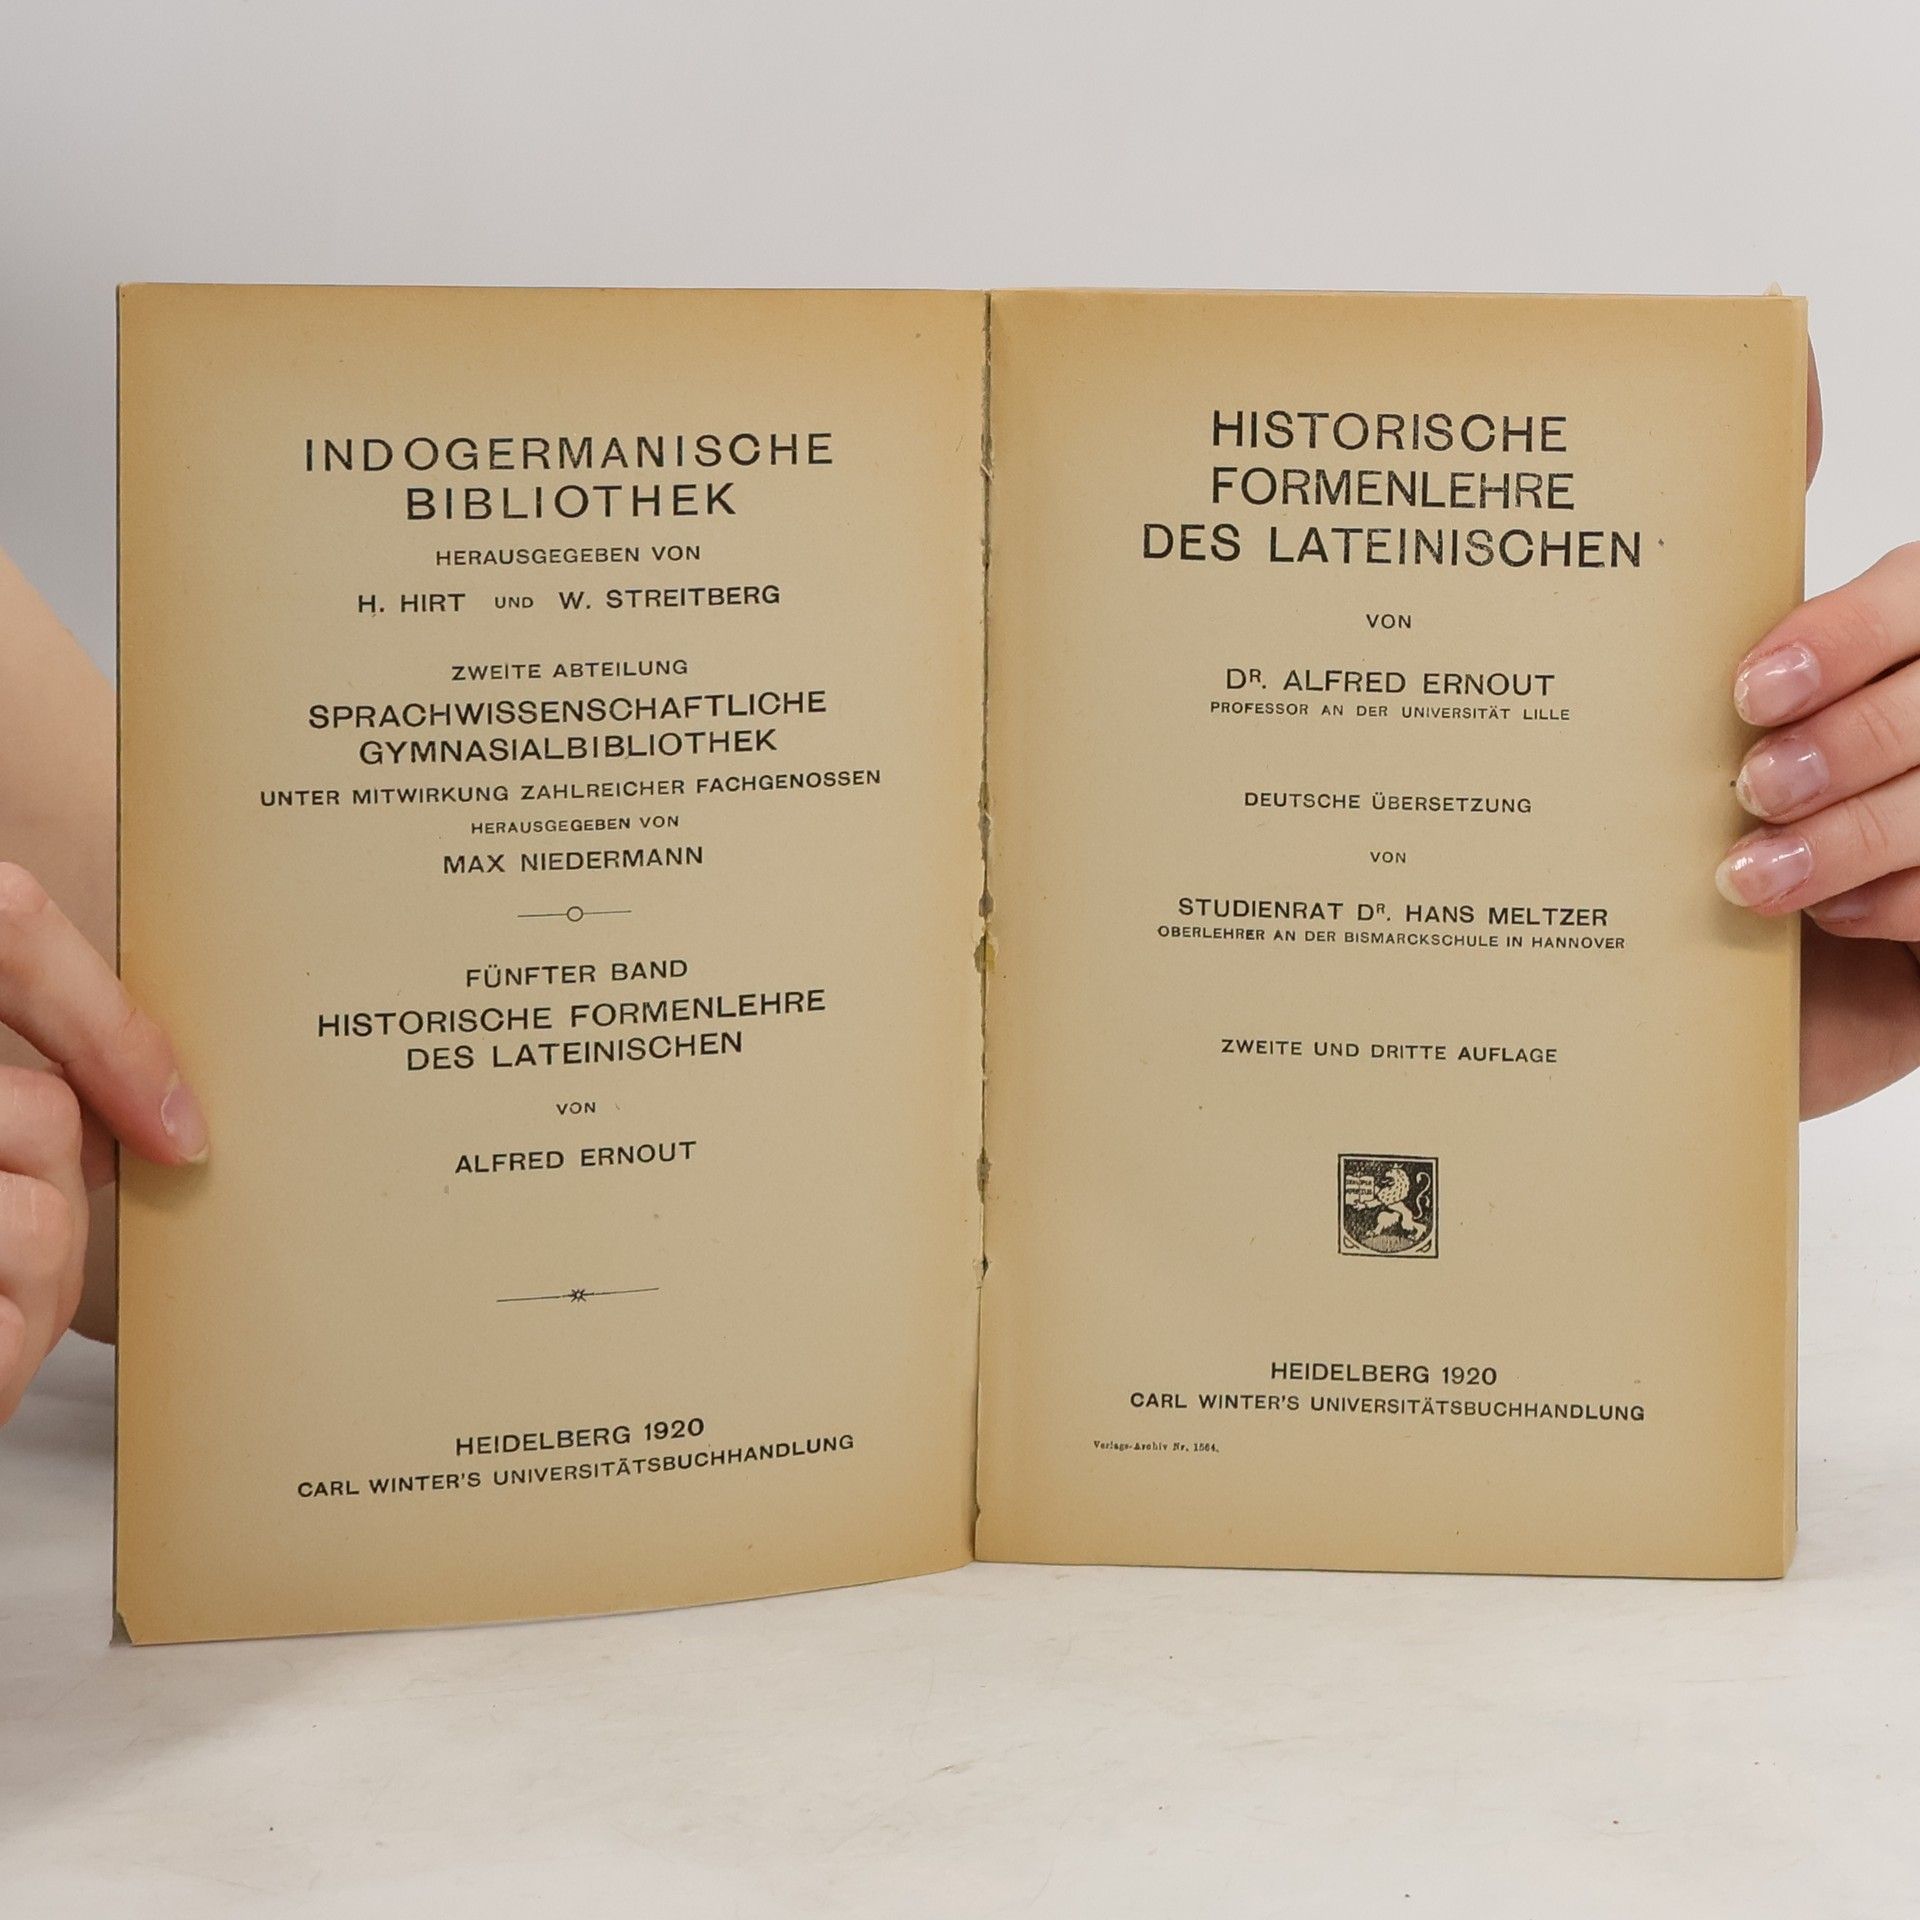 INDOGERMANISCHE
BIBLIOTHEK
HERAUSGEGEBEN VON
H. HIRT UND W. STREITBERG
ZWEITE ABTEILUNG
SPRACHWISSENSCHAFTLICHE
GYMNASIALBIBLIOTHEK
UNTER MITWIRKUNG ZAHLREICHER FACHGENOSSEN
HERAUSGEGEBEN VON
MAX NIEDERMANN
FÜNFTER BAND
HISTORISCHE FORMENLEHRE
DES LATEINISCHEN
VON
ALFRED ERNOUT
HEIDELBERG 1920
CARL WINTER'S UNIVERSITÄTSBUCHHANDLUNG
HISTORISCHE
FORMENLEHRE
DES LATEINISCHEN
VON
DR. ALFRED ERNOUT
PROFESSOR AN DER UNIVERSITÄT LILLE
DEUTSCHE ÜBERSETZUNG
VON
STUDIENRAT DR. HANS MELTZER
OBERLEHRER AN DER BISMARCKSCHULE IN HANNOVER
ZWEITE UND DRITTE AUFLAGE
HEIDELBERG 1920
CARL WINTER'S UNIVERSITÄTSBUCHHANDLUNG
Verlags-Archiv Nr. 1564.